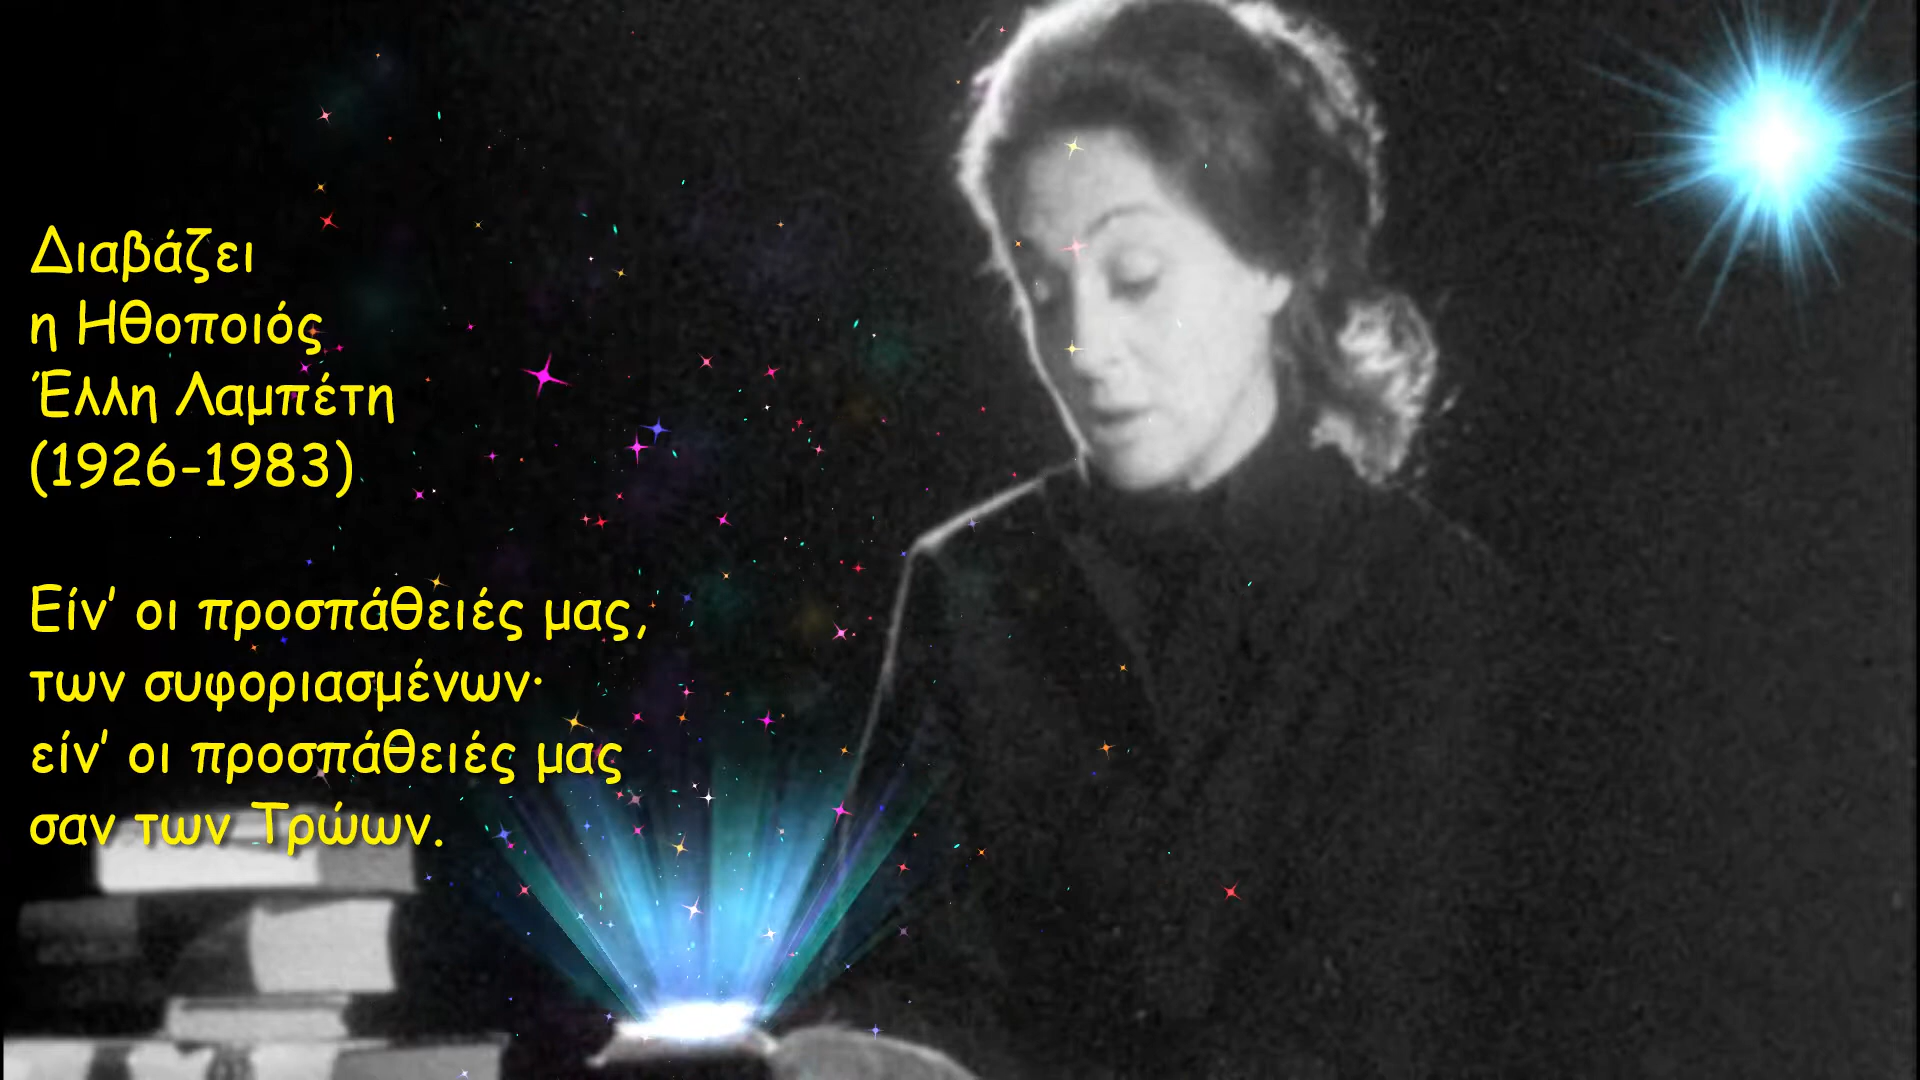 Διαβάζει
η Ηθοποιός
Έλλη Λαμπέτη
(1926-1983)
Είν' οι προσπάθειές μας,
των συφοριασμένων·
είν' οι προσπάθειές μας
σαν των Τρώων.